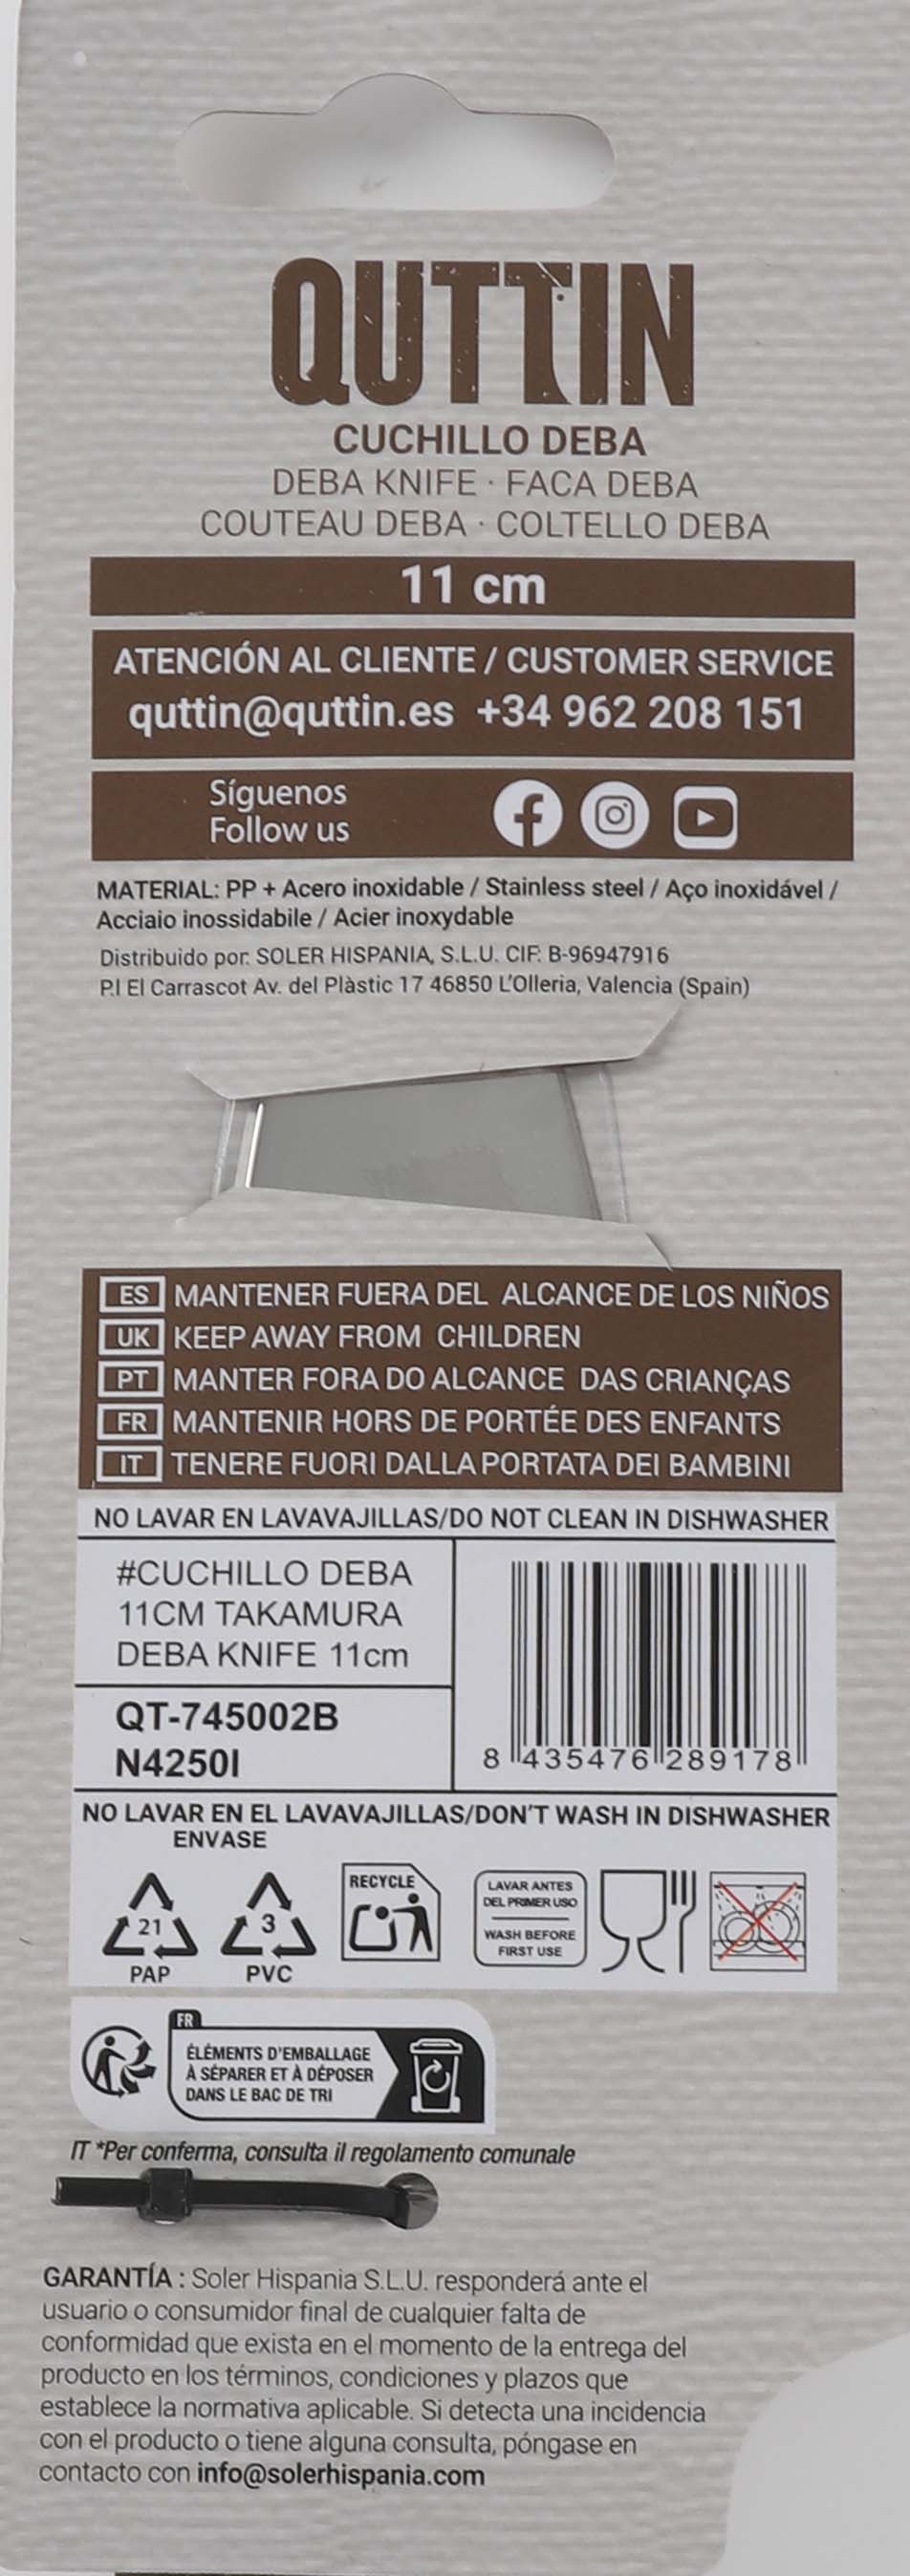 QUTTIN
CUCHILLO DEBA
DEBA KNIFE · FACA DEBA
COUTEAU DEBA · COLTELLO DEBA
11 cm
ATENCIÓN AL CLIENTE / CUSTOMER SERVICE
quttin@quttin.es +34 962 208 151
Síguenos
Follow us
MATERIAL: PP + Acero inoxidable / Stainless steel / Aço inoxidável /
Acciaio inossidabile / Acier inoxydable
Distribuido por: SOLER HISPANIA, S.L.U. CIF: B-96947916
P.I El Carrascot Av. del Plàstic 17 46850 L'Olleria, Valencia (Spain)
ES MANTENER FUERA DEL ALCANCE DE LOS NIÑOS
UK KEEP AWAY FROM CHILDREN
PT MANTER FORA DO ALCANCE DAS CRIANÇAS
FR MANTENIR HORS DE PORTÉE DES ENFANTS
IT TENERE FUORI DALLA PORTATA DEI BAMBINI
NO LAVAR EN LAVAVAJILLAS/DO NOT CLEAN IN DISHWASHER
#CUCHILLO DEBA
11CM TAKAMURA
DEBA KNIFE 11cm
QT-745002B
N4250I
8 435476 289178
NO LAVAR EN EL LAVAVAJILLAS/DON'T WASH IN DISHWASHER
ENVASE
21
PAP
3
PVC
RECYCLE
LAVAR ANTES
DEL PRIMER USO
WASH BEFORE
FIRST USE
FR
ÉLÉMENTS D'EMBALLAGE
À SÉPARER ET À DÉPOSER
DANS LE BAC DE TRI
IT *Per conferma, consulta il regolamento comunale
GARANTÍA : Soler Hispania S.L.U. responderá ante el
usuario o consumidor final de cualquier falta de
conformidad que exista en el momento de la entrega del
producto en los términos, condiciones y plazos que
establece la normativa aplicable. Si detecta una incidencia
con el producto o tiene alguna consulta, póngase en
contacto con info@solerhispania.com